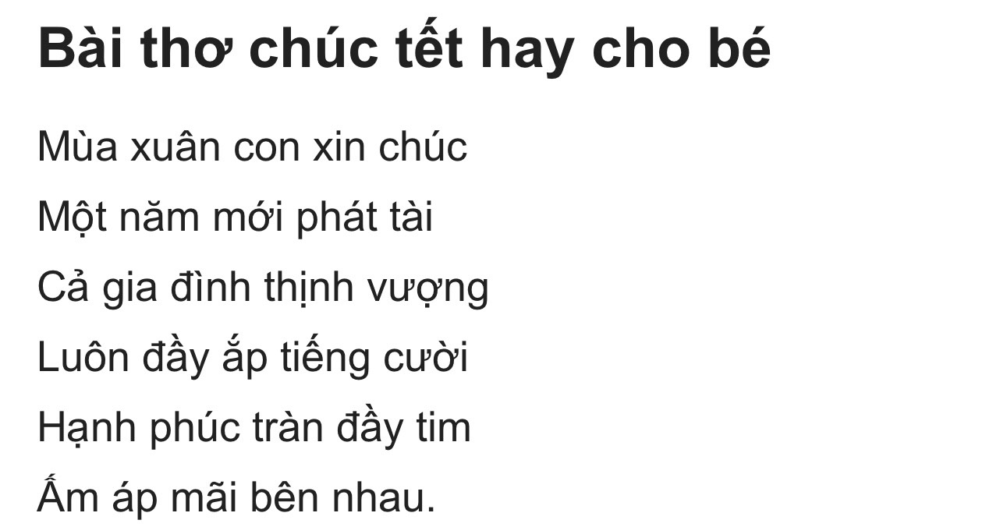 Bài thơ chúc tết hay cho bé
Mùa xuân con xin chúc
Một năm mới phát tài
Cả gia đình thịnh vượng
Luôn đầy ắp tiếng cười
Hạnh phúc tràn đầy tim
Ấm áp mãi bên nhau.